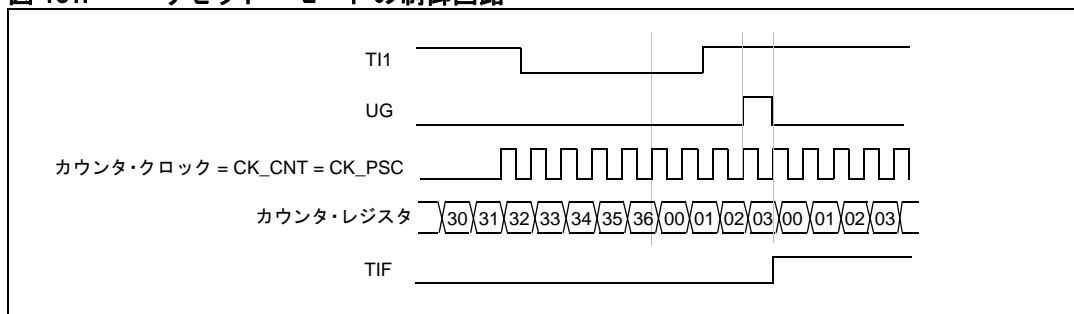 TI1
UG
カウンタ・クロック = CK_CNT = CK_PSC
カウンタ・レジスタ 30 31 32 33 34 35 36 00 01 02 03 00 01 02 03
TIF